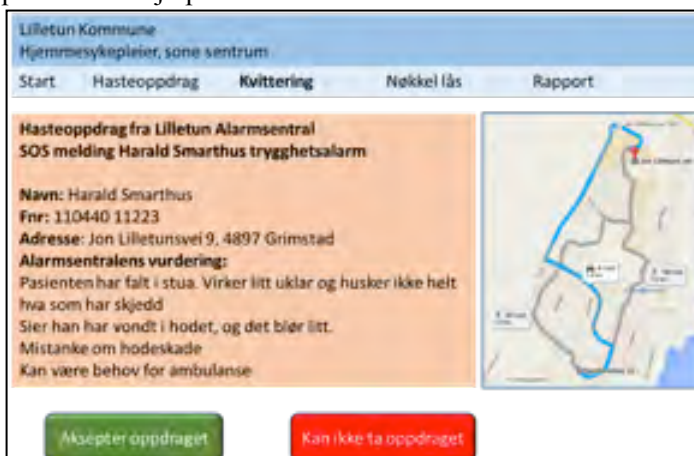 Lilletun Kommune
Hjemmesykepleier, sone sentrum
Start Hasteoppdrag Kvittering Nøkkel lås Rapport
Hasteoppdrag fra Lilletun Alarmsentral
SOS melding Harald Smarthus trygghetsalarm
Navn: Harald Smarthus
Fnr: 110440 11223
Adresse: Jon Lilletunsvei 9, 4897 Grimstad
Alarmsentralens vurdering:
Pasienten har falt i stua. Virker litt uklar og husker ikke helt
hva som har skjedd
Sier han har vondt i hodet, og det blør litt.
Mistanke om hodeskade
Kan være behov for ambulanse
Aksepter oppdraget
Kan ikke ta oppdraget